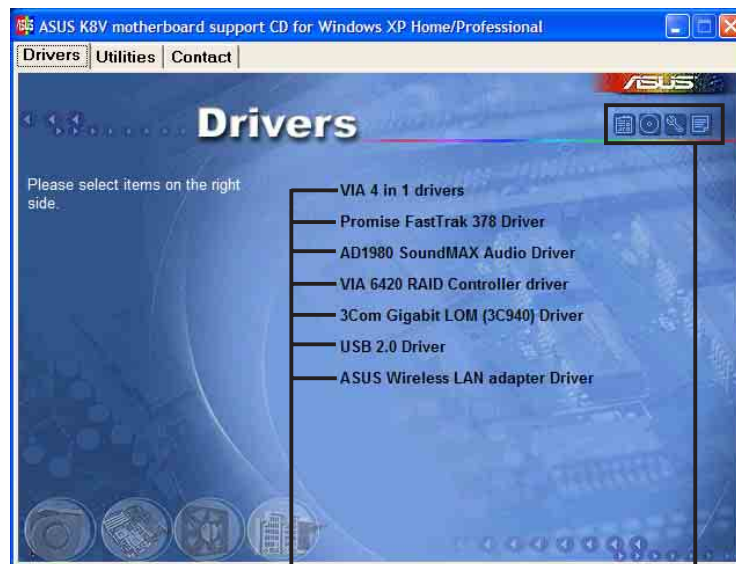 ASUS K8V motherboard support CD for Windows XP Home/Professional
Drivers Utilities Contact
ASUS
Drivers
Please select items on the right
side.
VIA 4 in 1 drivers
Promise FastTrak 378 Driver
AD1980 SoundMAX Audio Driver
VIA 6420 RAID Controller driver
3Com Gigabit LOM (3C940) Driver
USB 2.0 Driver
ASUS Wireless LAN adapter Driver